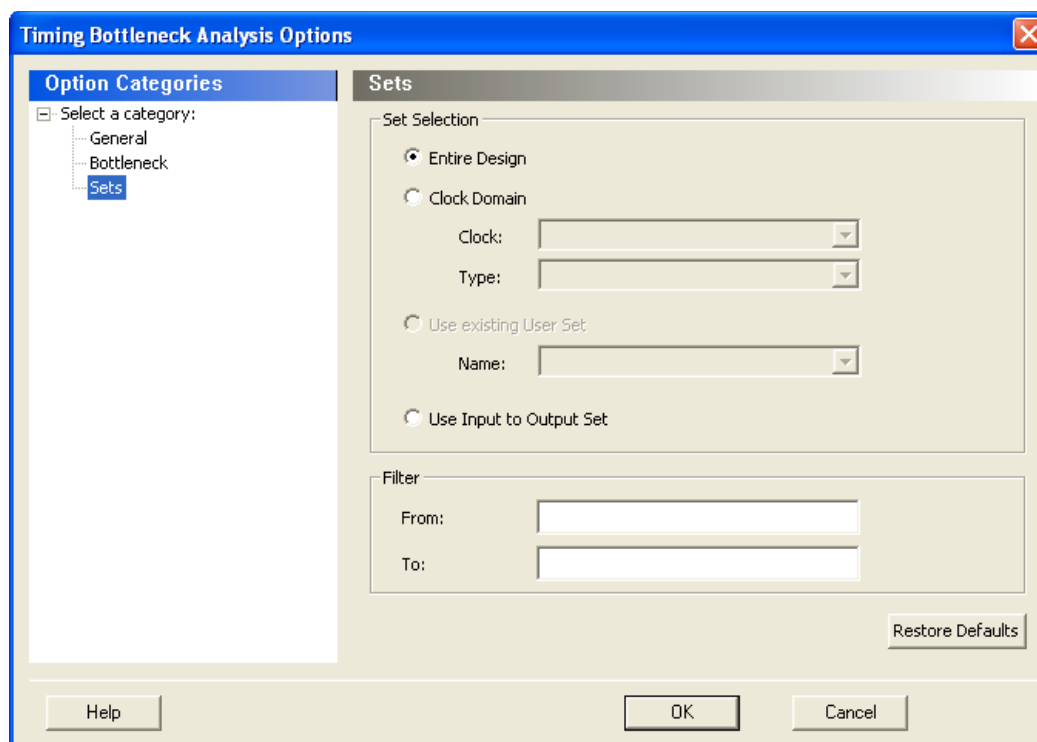 Timing Bottleneck Analysis Options
Option Categories
Select a category:
General
Bottleneck
Sets
Sets
Set Selection
Entire Design
Clock Domain
Clock:
Type:
Use existing User Set
Name:
Use Input to Output Set
Filter
From:
To:
Restore Defaults
Help
OK
Cancel